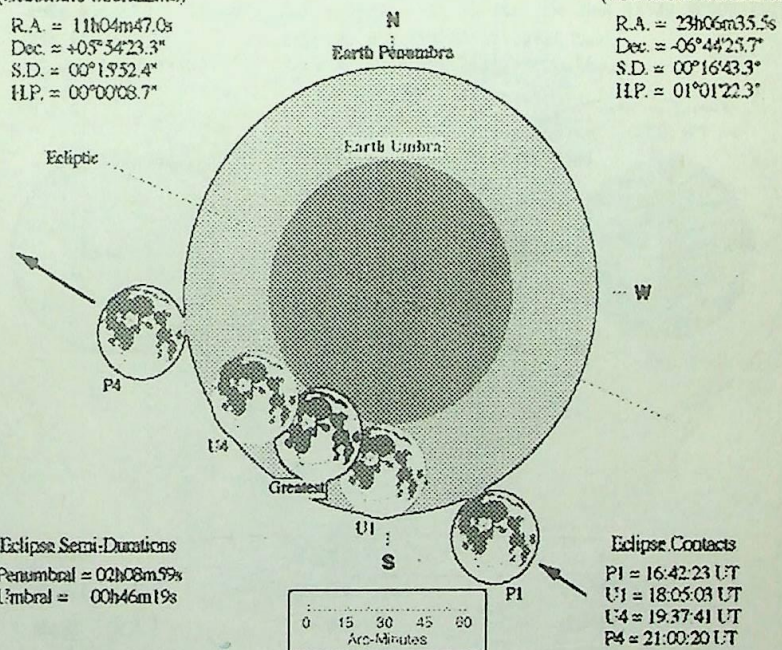 R.A. = 11h04m47.0s
Dec. = +05°54'23.3"
S.D. = 00°15'52.4"
H.P. = 00°00'08.7"
N
Earth Penumbra
R.A. = 23h06m35.5s
Dec. = -06°44'25.7"
S.D. = 00°16'43.3"
H.P. = 01°01'22.3"
Earth Umbra
Ecliptic
W
P4
U4
Greatest
U1
S
P1
Eclipse Semi-Durations
Penumbral = 02h08m59s
Umbral = 00h46m19s
Eclipse Contacts
P1 = 16:42:23 UT
U1 = 18:05:03 UT
U4 = 19:37:41 UT
P4 = 21:00:20 UT
0 15 30 45 60
Arc-Minutes